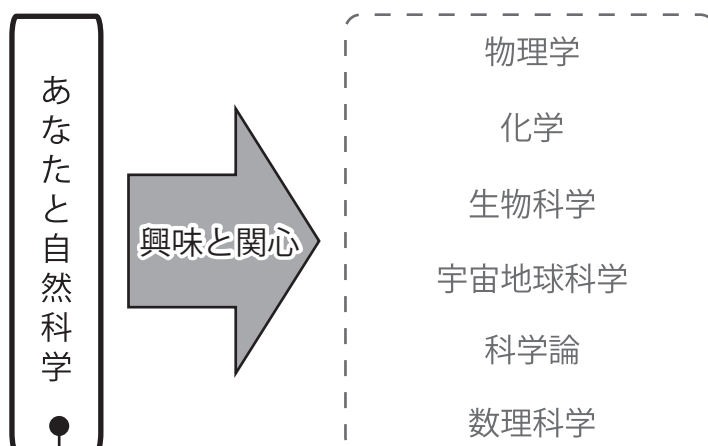 あなたと自然科学
興味と関心
物理学
化学
生物科学
宇宙地球科学
科学論
数理科学